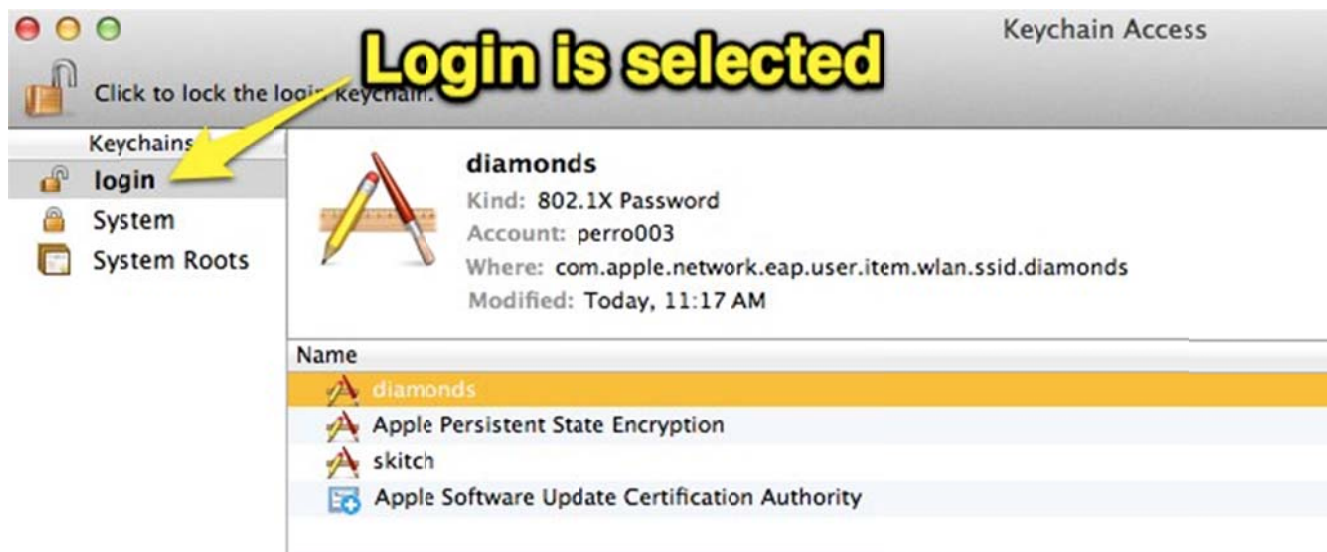 Keychain Access
Login is selected
Click to lock the login keychain.
Keychains
login
System
System Roots
diamonds
Kind: 802.1X Password
Account: perro003
Where: com.apple.network.eap.user.item.wlan.ssid.diamonds
Modified: Today, 11:17 AM
Name
diamonds
Apple Persistent State Encryption
skitch
Apple Software Update Certification Authority